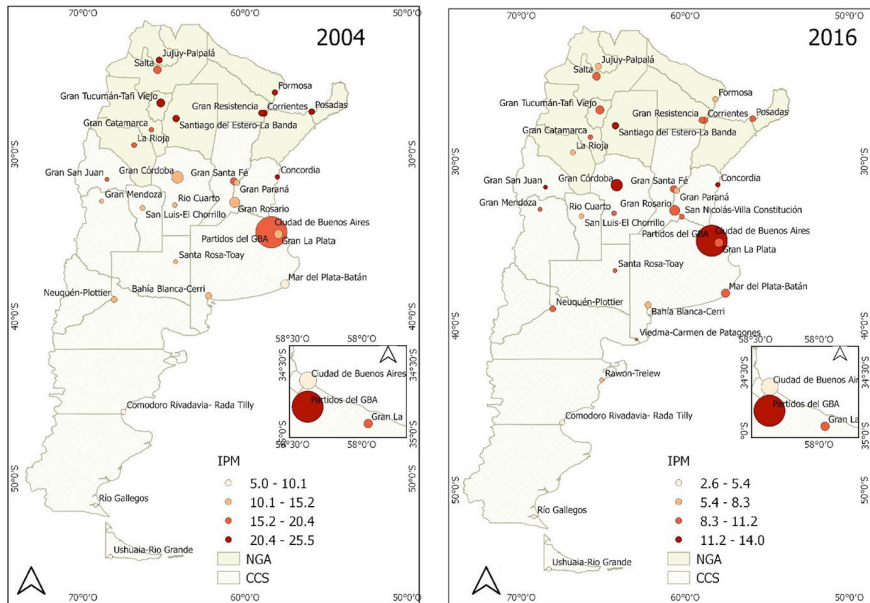 70°0'O 60°0'O 50°0'O
2004
Jujuy-Palpalá
Salta
Formosa
Gran Tucumán-Tafi Viejo
Gran Resistencia
Corrientes
Posadas
Gran Catamarca
Santiago del Estero-La Banda
La Rioja
30°0'S
Gran San Juan
Gran Córdoba
Gran Santa Fé
Concordia
Gran Paraná
Gran Mendoza
Río Cuarto
San Luis-El Chorrillo
Gran Rosario
Ciudad de Buenos Aires
Partidos del GBA
Gran La Plata
Santa Rosa-Toay
Mar del Plata-Batán
Bahía Blanca-Cerri
Neuquén-Plottier
40°0'S
58°30'O 58°0'O
34°30'S
Ciudad de Buenos Aires
Partidos del GBA
Gran La
35°0'S
Comodoro Rivadavia- Rada Tilly
50°0'S
Río Gallegos
Ushuaia-Rio Grande
IPM
5.0 - 10.1
10.1 - 15.2
15.2 - 20.4
20.4 - 25.5
NGA
CCS
70°0'O 60°0'O 50°0'O
70°0'O 60°0'O 50°0'O
2016
Jujuy-Palpalá
Salta
Formosa
Gran Tucumán-Tafi Viejo
Gran Resistencia
Corrientes
Posadas
Gran Catamarca
Santiago del Estero-La Banda
La Rioja
30°0'S
Gran San Juan
Gran Córdoba
Gran Santa Fé
Concordia
Gran Paraná
Gran Mendoza
Río Cuarto
Gran Rosario
San Nicolás-Villa Constitución
San Luis-El Chorrillo
Partidos del GBA
Ciudad de Buenos Aires
Gran La Plata
Santa Rosa-Toay
Mar del Plata-Batán
Neuquén-Plottier
Bahía Blanca-Cerri
Viedma-Carmen de Patagones
40°0'S
58°30'O 58°0'O
34°30'S
Ciudad de Buenos Aire
Partidos del GBA
Gran La
35°0'S
°0'S
58°0'O
Rawón-Trelew
Comodoro Rivadavia- Rada Tilly
50°0'S
Río Gallegos
Ushuaia-Rio Grande
IPM
2.6 - 5.4
5.4 - 8.3
8.3 - 11.2
11.2 - 14.0
NGA
CCS
70°0'O 60°0'O 50°0'O